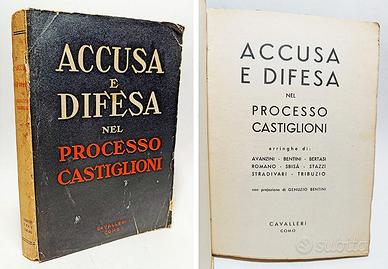 ACCUSA
E
DIFESA
NEL
PROCESSO
CASTIGLIONI
CAVALLERI
COMO
ACCUSA
E DIFESA
NEL
PROCESSO
CASTIGLIONI
arringhe di:
AVANZINI - BENTINI - BERTASI
ROMANO - SBISÀ - STAZZI
STRADIVARI - TRIBUZIO
con prefazione di GENUZIO BENTINI
CAVALLERI
COMO
subito